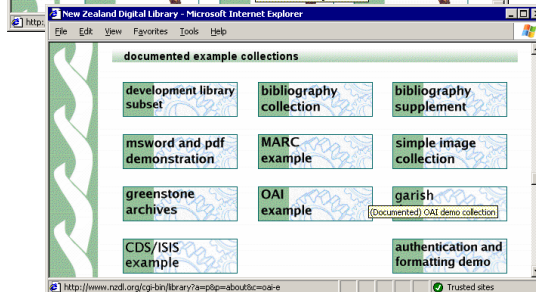 New Zealand Digital Library - Microsoft Internet Explorer
http:
File Edit View Favorites Tools Help
documented example collections
development library
subset
bibliography
collection
bibliography
supplement
msword and pdf
demonstration
MARC
example
simple image
collection
greenstone
archives
OAI
example
garish
(Documented) OAI demo collection
CDS/ISIS
example
authentication and
formatting demo
http://www.nzdl.org/cgi-bin/library?a=p&p=about&c=oai-e
Trusted sites